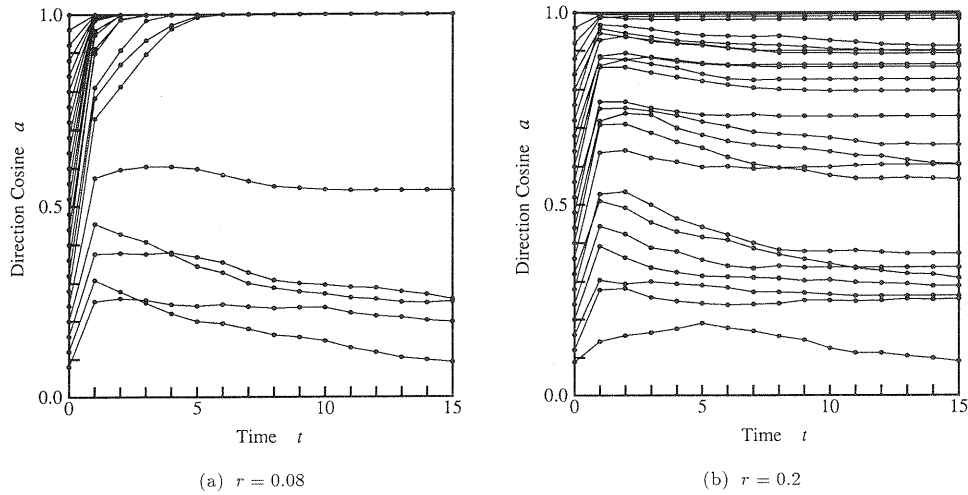 1.0
0.5
0.0
Direction Cosine a
0 5 10 15
Time t
(a) r = 0.08
1.0
0.5
0.0
Direction Cosine a
0 5 10 15
Time t
(b) r = 0.2